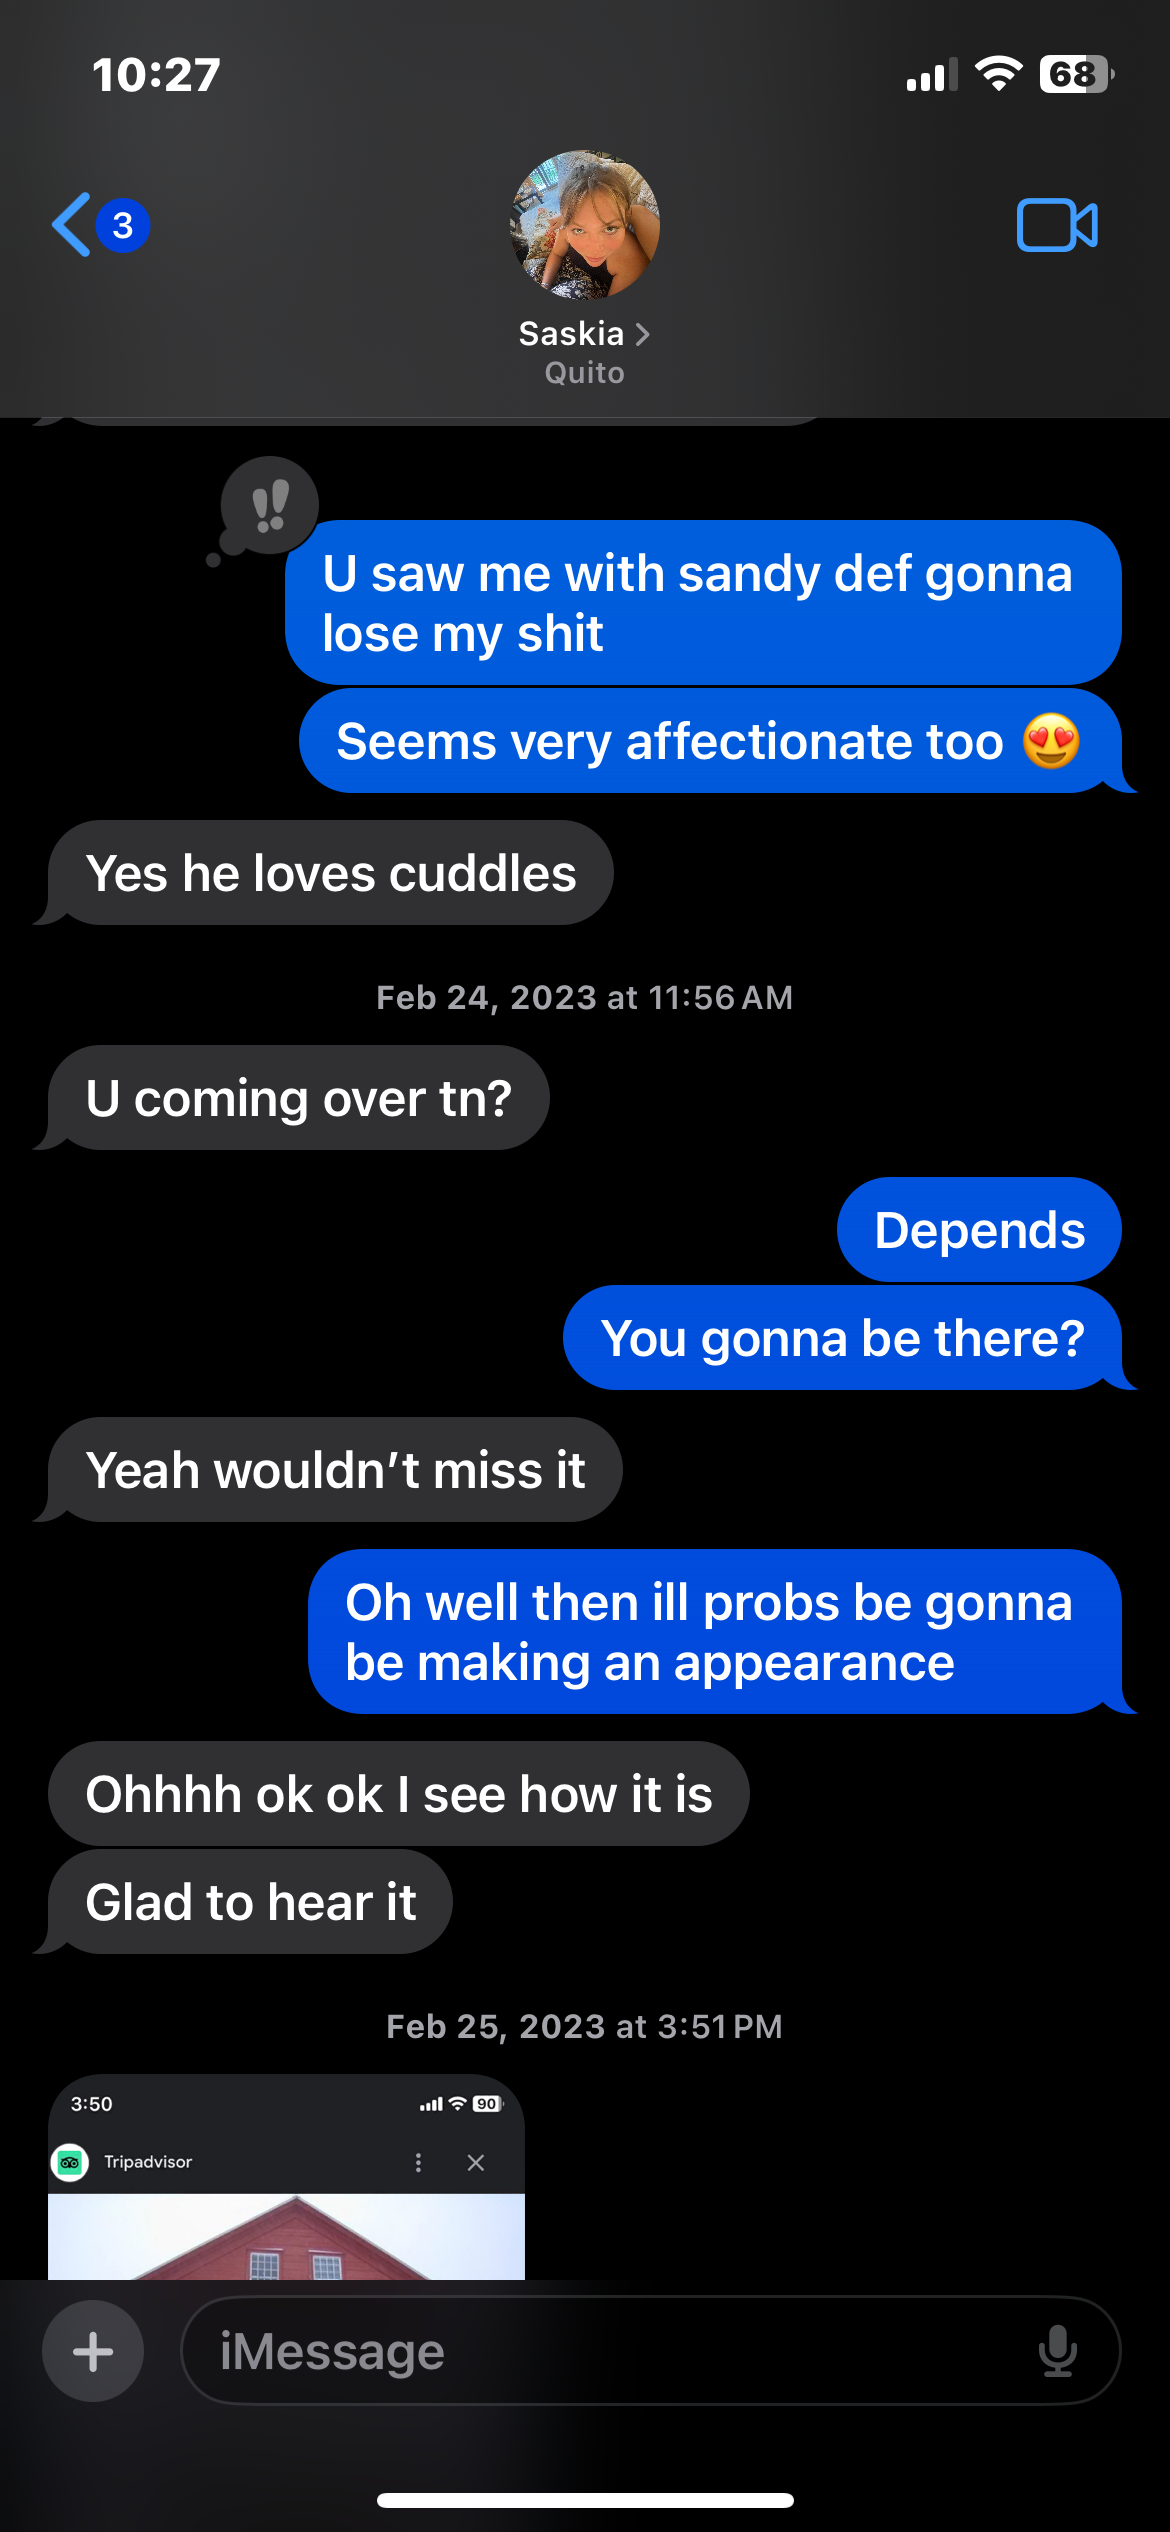 10:27
68
3
Saskia
Quito
U saw me with sandy def gonna
lose my shit
Seems very affectionate too 😍
Yes he loves cuddles
Feb 24, 2023 at 11:56 AM
U coming over tn?
Depends
You gonna be there?
Yeah wouldn’t miss it
Oh well then ill probs be gonna
be making an appearance
Ohhhh ok ok I see how it is
Glad to hear it
Feb 25, 2023 at 3:51 PM
3:50
90
Tripadvisor
iMessage